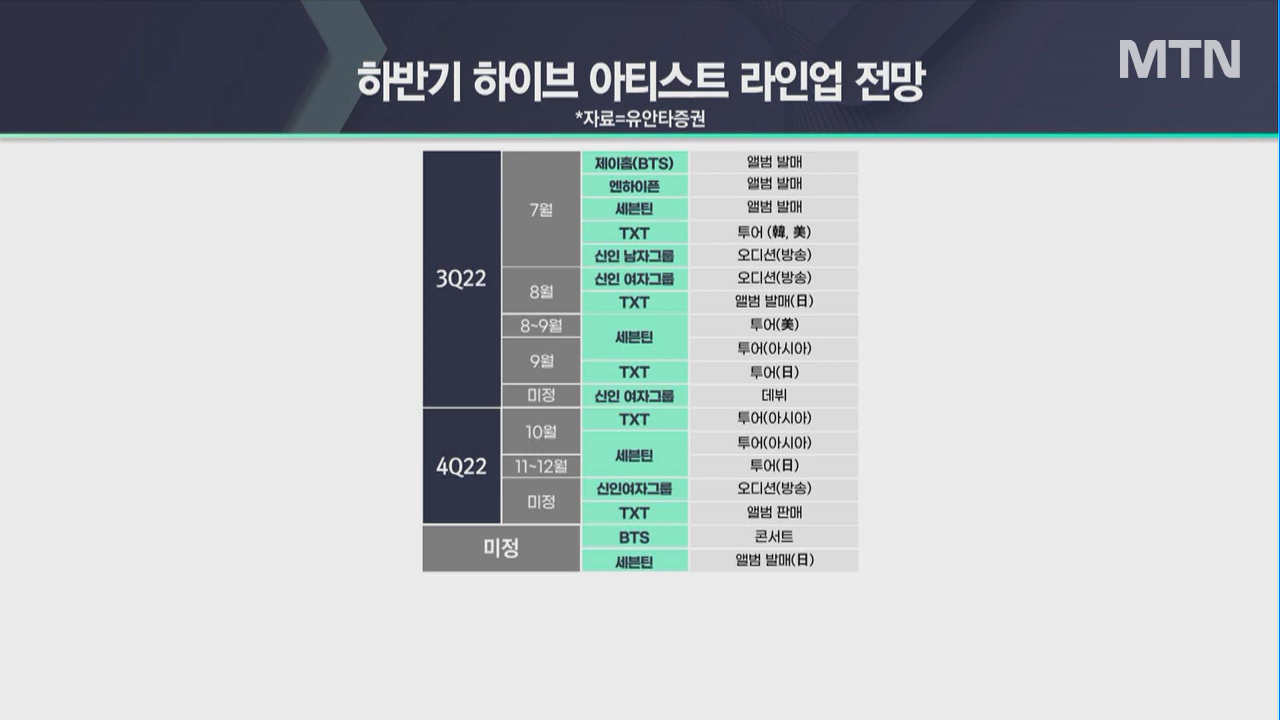 MTN
하반기 하이브 아티스트 라인업 전망
*자료=유안타증권
3Q22 7월 제이홉(BTS) 앨범 발매
엔하이픈 앨범 발매
세븐틴 앨범 발매
TXT 투어 (韓, 美)
신인 남자그룹 오디션(방송)
8월 신인 여자그룹 오디션(방송)
TXT 앨범 발매(日)
8~9월 세븐틴 투어(美)
9월 투어(아시아)
TXT 투어(日)
미정 신인 여자그룹 데뷔
4Q22 10월 TXT 투어(아시아)
세븐틴 투어(아시아)
11~12월 투어(日)
미정 신인여자그룹 오디션(방송)
TXT 앨범 판매
미정 BTS 콘서트
세븐틴 앨범 발매(日)